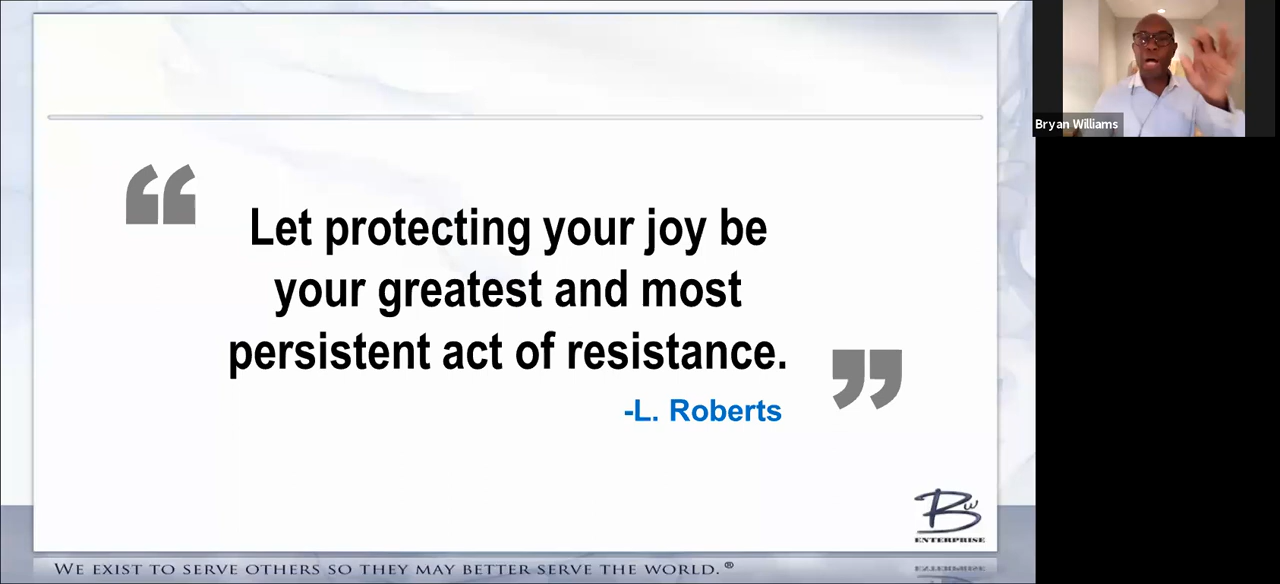 Bryan Williams
“
Let protecting your joy be
your greatest and most
persistent act of resistance.
”
-L. Roberts
BW
ENTERPRISE
WE EXIST TO SERVE OTHERS SO THEY MAY BETTER SERVE THE WORLD.®